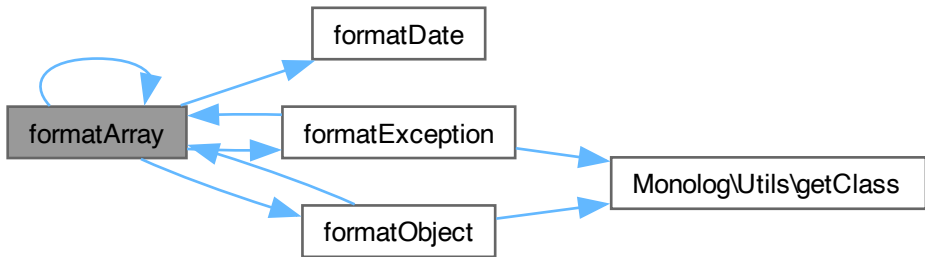 formatDate
formatArray
formatException
Monolog\Utils\getClass
formatObject